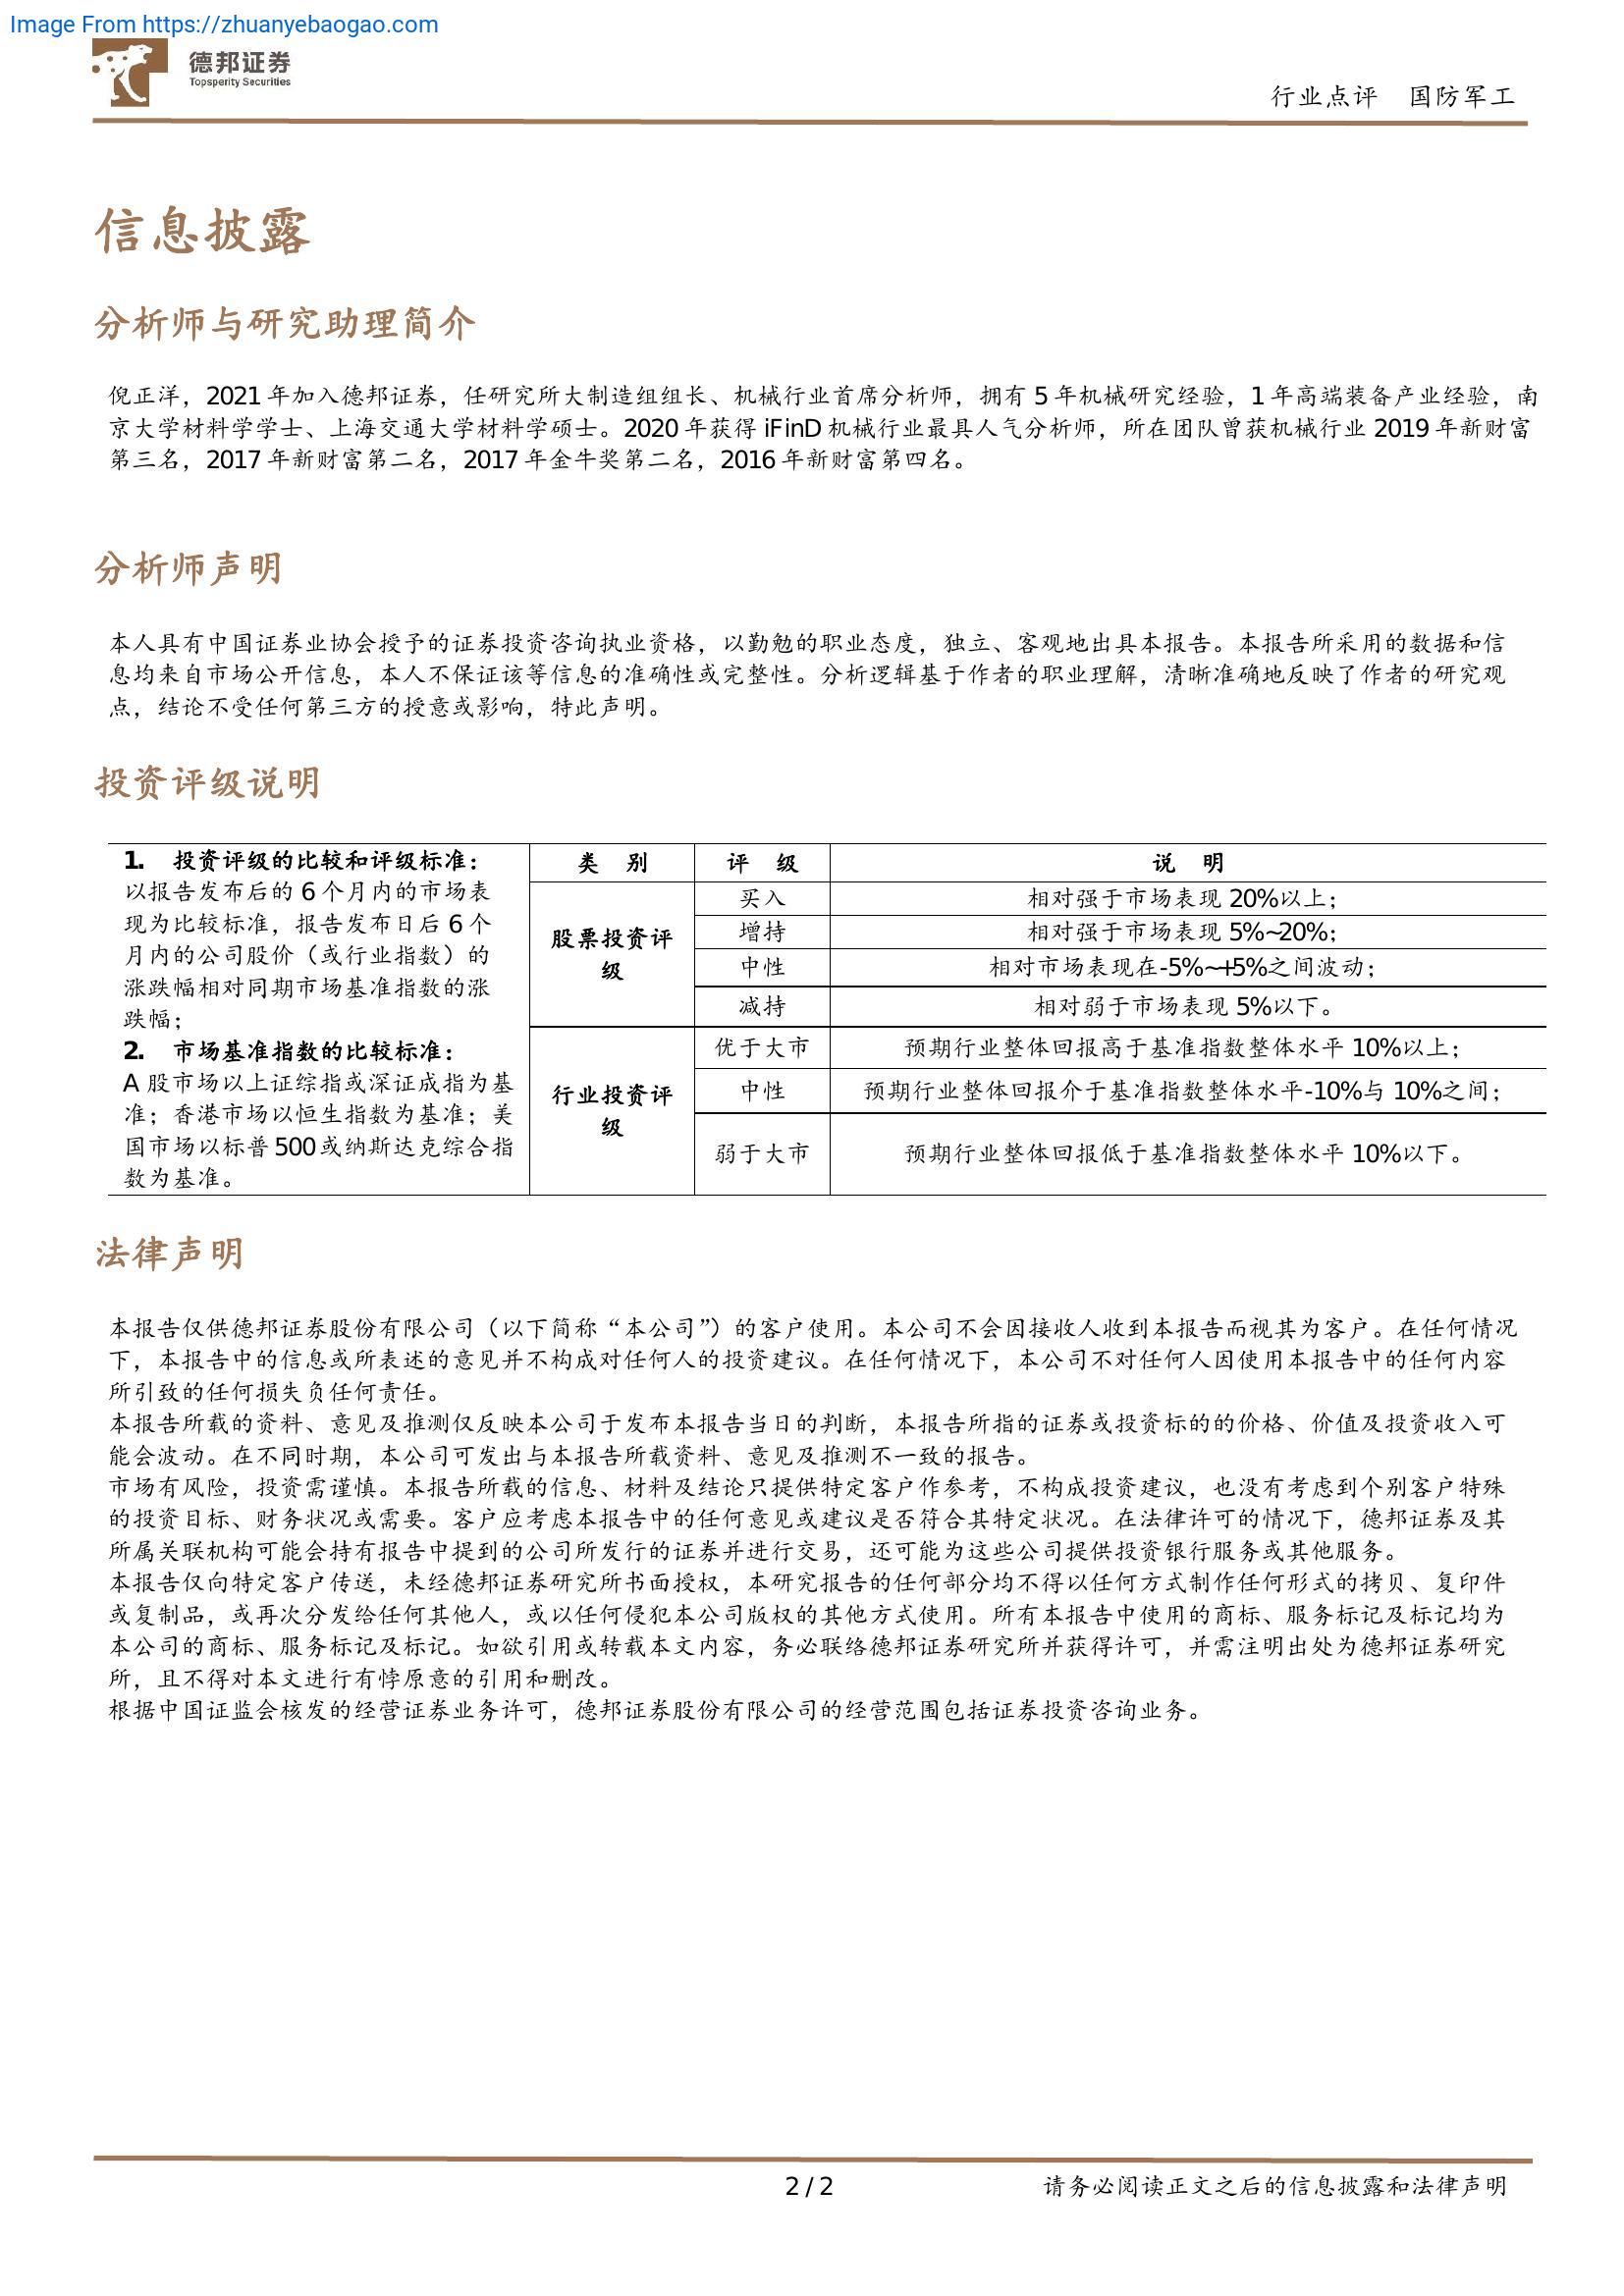 Image From https://zhuanyebaogao.com
德邦证券
Topsperity Securities
行业点评 国防军工
信息披露
分析师与研究助理简介
倪正洋，2021 年加入德邦证券，任研究所大制造组组长、机械行业首席分析师，拥有 5 年机械研究经验，1 年高端装备产业经验，南
京大学材料学学士、上海交通大学材料学硕士。2020 年获得 iFinD 机械行业最具人气分析师，所在团队曾获机械行业 2019 年新财富
第三名，2017 年新财富第二名，2017 年金牛奖第二名，2016 年新财富第四名。
分析师声明
本人具有中国证券业协会授予的证券投资咨询执业资格，以勤勉的职业态度，独立、客观地出具本报告。本报告所采用的数据和信
息均来自市场公开信息，本人不保证该等信息的准确性或完整性。分析逻辑基于作者的职业理解，清晰准确地反映了作者的研究观
点，结论不受任何第三方的授意或影响，特此声明。
投资评级说明
1. 投资评级的比较和评级标准：
以报告发布后的 6 个月内的市场表
现为比较标准，报告发布日后 6 个
月内的公司股价（或行业指数）的
涨跌幅相对同期市场基准指数的涨
跌幅；
2. 市场基准指数的比较标准：
A 股市场以上证综指或深证成指为基
准；香港市场以恒生指数为基准；美
国市场以标普 500 或纳斯达克综合指
数为基准。
类 别 评 级 说 明
股票投资评
级
买入 相对强于市场表现 20%以上；
增持 相对强于市场表现 5%~20%；
中性 相对市场表现在-5%~+5%之间波动；
减持 相对弱于市场表现 5%以下。
行业投资评
级
优于大市 预期行业整体回报高于基准指数整体水平 10%以上；
中性 预期行业整体回报介于基准指数整体水平-10%与 10%之间；
弱于大市 预期行业整体回报低于基准指数整体水平 10%以下。
法律声明
本报告仅供德邦证券股份有限公司（以下简称“本公司”）的客户使用。本公司不会因接收人收到本报告而视其为客户。在任何情况
下，本报告中的信息或所表述的意见并不构成对任何人的投资建议。在任何情况下，本公司不对任何人因使用本报告中的任何内容
所引致的任何损失负任何责任。
本报告所载的资料、意见及推测仅反映本公司于发布本报告当日的判断，本报告所指的证券或投资标的的价格、价值及投资收入可
能会波动。在不同时期，本公司可发出与本报告所载资料、意见及推测不一致的报告。
市场有风险，投资需谨慎。本报告所载的信息、材料及结论只提供特定客户作参考，不构成投资建议，也没有考虑到个别客户特殊
的投资目标、财务状况或需要。客户应考虑本报告中的任何意见或建议是否符合其特定状况。在法律许可的情况下，德邦证券及其
所属关联机构可能会持有报告中提到的公司所发行的证券并进行交易，还可能为这些公司提供投资银行服务或其他服务。
本报告仅向特定客户传送，未经德邦证券研究所书面授权，本研究报告的任何部分均不得以任何方式制作任何形式的拷贝、复印件
或复制品，或再次分发给任何其他人，或以任何侵犯本公司版权的其他方式使用。所有本报告中使用的商标、服务标记及标记均为
本公司的商标、服务标记及标记。如欲引用或转载本文内容，务必联络德邦证券研究所并获得许可，并需注明出处为德邦证券研究
所，且不得对本文进行有悖原意的引用和删改。
根据中国证监会核发的经营证券业务许可，德邦证券股份有限公司的经营范围包括证券投资咨询业务。
2 / 2 请务必阅读正文之后的信息披露和法律声明